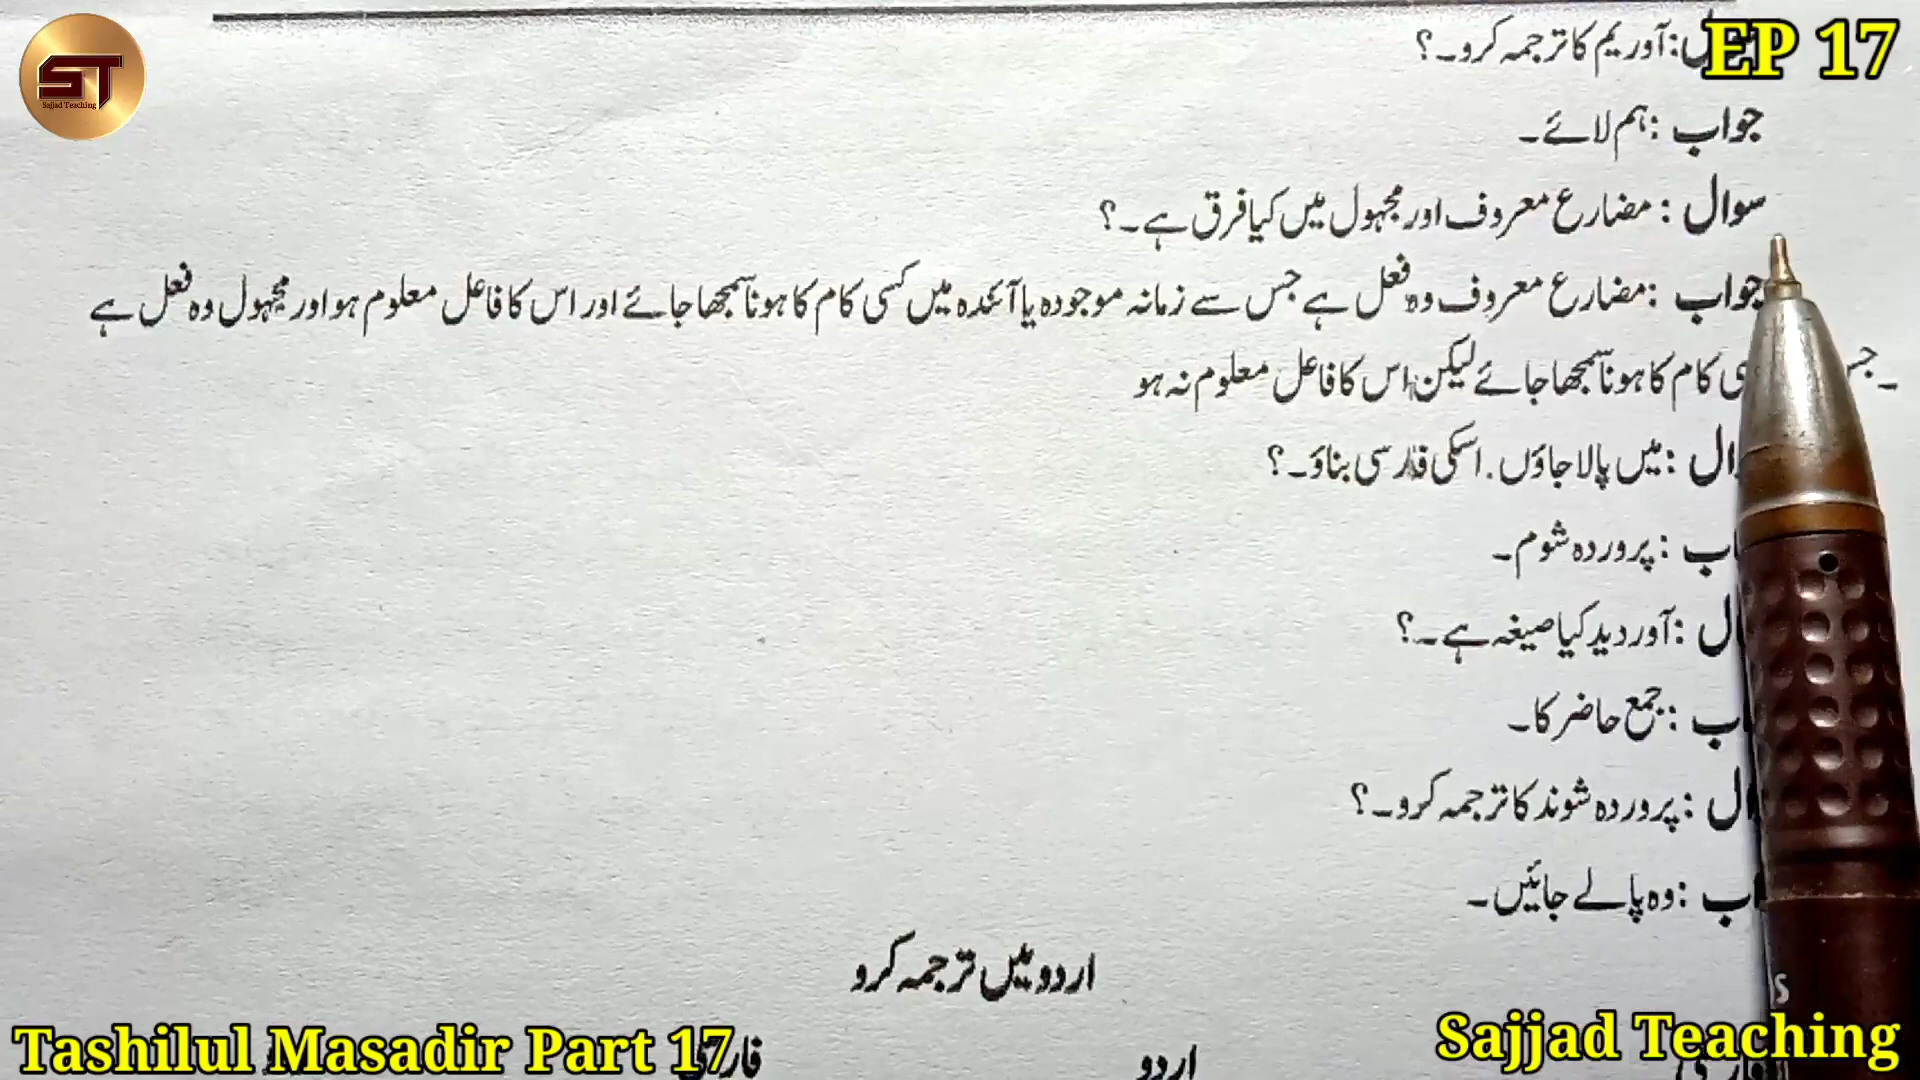 آوریم کا ترجمہ کرو۔؟
EP 17
ST
Sajjad Teaching
جواب : ہم لائے۔
سوال : مضارع معروف اور مجہول میں کیا فرق ہے۔؟
جواب : مضارع معروف وہ فعل ہے جس سے زمانہ موجودہ یا آئندہ میں کسی کام کا ہونا سمجھا جائے اور اس کا فاعل معلوم ہو اور مجہول وہ فعل ہے
کام کا ہونا سمجھا جائے لیکن اس کا فاعل معلوم نہ ہو۔
: میں پالا جاؤں. اسکی فارسی بناؤ۔؟
: پروردہ شوم۔
: آوردید کیا صیغہ ہے۔؟
: جمع حاضر کا۔
: پروردہ شوند کا ترجمہ کرو۔؟
: وہ پالے جائیں۔
اردو میں ترجمہ کرو
اردو
Tashilul Masadir Part 17
Sajjad Teaching